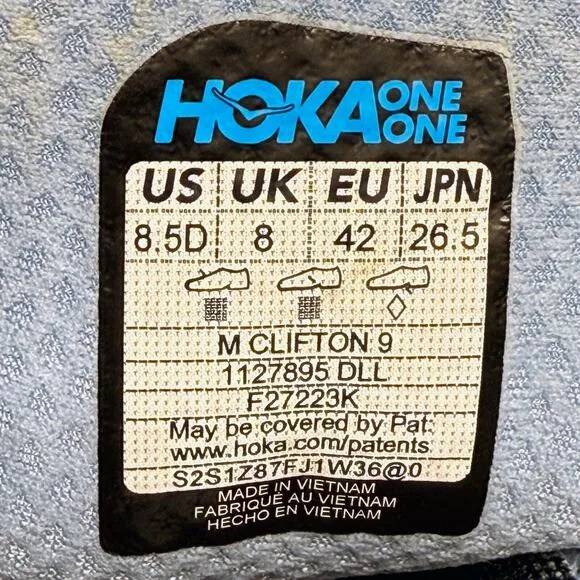 HOKA ONE ONE
US UK EU JPN
8.5D 8 42 26.5
M CLIFTON 9
1127895 DLL
F27223K
May be covered by Pat.
www.hoka.com/patents
S2S1Z87FJ1W36@0
MADE IN VIETNAM
FABRIQUÉ AU VIETNAM
HECHO EN VIETNAM